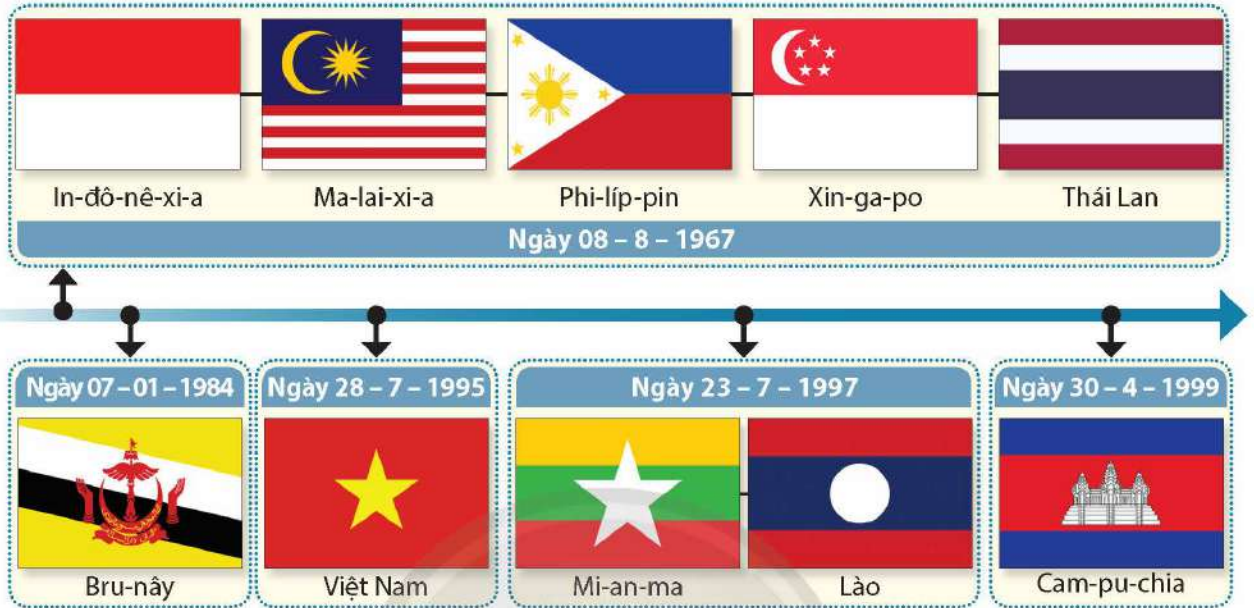 In-đô-nê-xi-a
Ma-lai-xi-a
Phi-líp-pin
Xin-ga-po
Thái Lan
Ngày 08 – 8 – 1967
Ngày 07 – 01 – 1984
Ngày 28 – 7 – 1995
Ngày 23 – 7 – 1997
Ngày 30 – 4 – 1999
Bru-nây
Việt Nam
Mi-an-ma
Lào
Cam-pu-chia